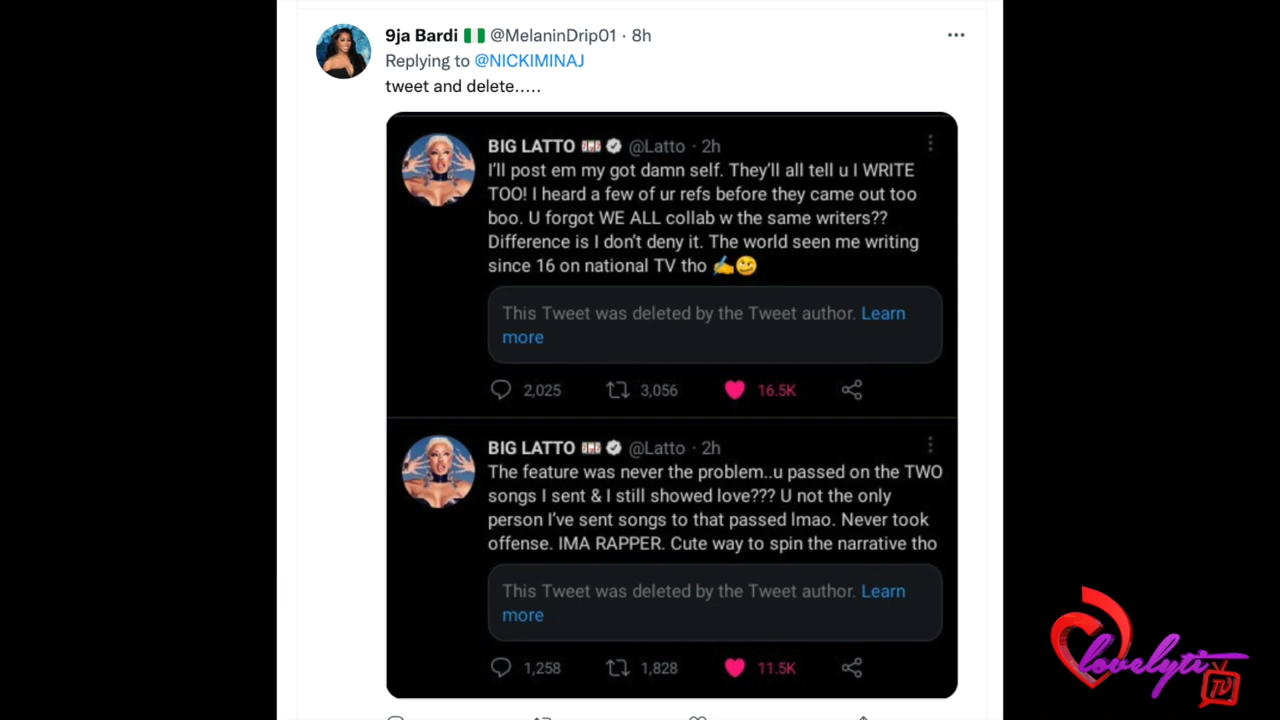 9ja Bardi 🇳🇬 @MelaninDrip01 · 8h
Replying to @NICKIMINAJ
tweet and delete.....
BIG LATTO 🎰 @Latto · 2h
I'll post em my got damn self. They'll all tell u I WRITE
TOO! I heard a few of ur refs before they came out too
boo. U forgot WE ALL collab w the same writers??
Difference is I don't deny it. The world seen me writing
since 16 on national TV tho ✍️🥴
This Tweet was deleted by the Tweet author. Learn
more
2,025 3,056 16.5K
BIG LATTO 🎰 @Latto · 2h
The feature was never the problem..u passed on the TWO
songs I sent & I still showed love??? U not the only
person I've sent songs to that passed lmao. Never took
offense. IMA RAPPER. Cute way to spin the narrative tho
This Tweet was deleted by the Tweet author. Learn
more
1,258 1,828 11.5K
lovelyti
TV